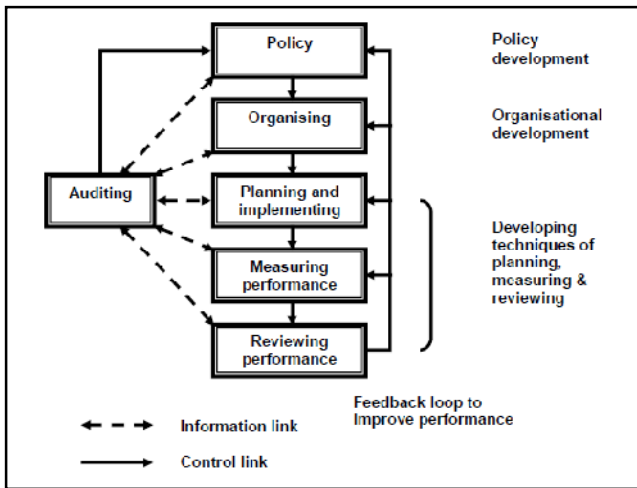 Policy
Policy
development
Organising
Organisational
development
Auditing
Planning and
implementing
Developing
techniques of
planning,
measuring &
reviewing
Measuring
performance
Reviewing
performance
Feedback loop to
Improve performance
Information link
Control link